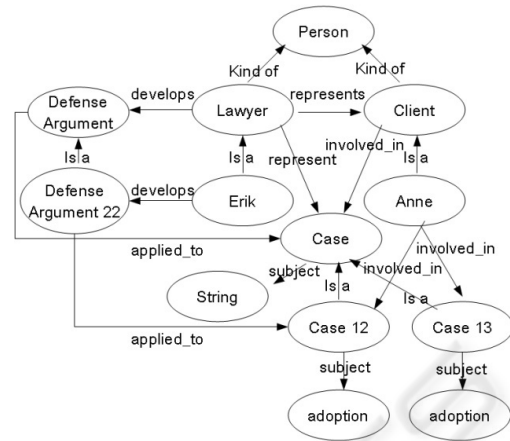 Person
Kind of
Kind of
Defense
Argument
develops
Lawyer
represents
Client
Is a
Is a
represent
involved_in
Is a
Defense
Argument 22
develops
Erik
Anne
applied_to
Case
subject
involved_in
involved_in
String
Is a
Is a
applied_to
Case 12
Case 13
subject
subject
adoption
adoption